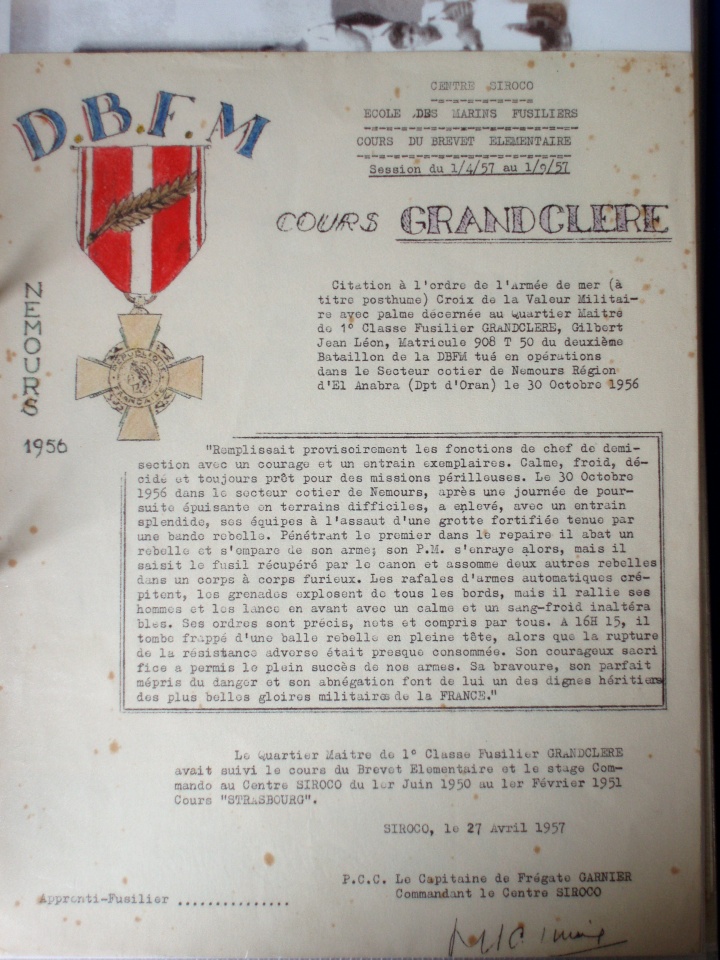 D.B.F.M
NEMOURS
1956
REPUBLIQUE FRANCAISE
CENTRE SIROCO
ECOLE DES MARINS FUSILIERS
COURS DU BREVET ELEMENTAIRE
Session du 1/4/57 au 1/9/57
COURS GRANDCLERE
Citation à l'ordre de l'Armée de mer (à
titre posthume) Croix de la Valeur Militai-
re avec palme décernée au Quartier Maitre
de 1° Classe Fusilier GRANDCLERE, Gilbert
Jean Léon, Matricule 908 T 50 du deuxième
Bataillon de la DBFM tué en opérations
dans le Secteur cotier de Nemours Région
d'El Anabra (Dpt d'Oran) le 30 Octobre 1956
"Remplissait provisoirement les fonctions de chef de demi-
section avec un courage et un entrain exemplaires. Calme, froid, dé-
cidé et toujours prêt pour des missions périlleuses. Le 30 Octobre
1956 dans le secteur cotier de Nemours, après une journée de pour-
suite épuisante en terrains difficiles, a enlevé, avec un entrain
splendide, ses équipes à l'assaut d'une grotte fortifiée tenue par
une bande rebelle. Pénétrant le premier dans le repaire il abat un
rebelle et s'empare de son arme; son P.M. s'enraye alors, mais il
saisit le fusil récupéré par le canon et assomme deux autres rebelles
dans un corps à corps furieux. Les rafales d'armes automatiques cré-
pitent, les grenades explosent de tous les bords, mais il rallie ses
hommes et les lance en avant avec un calme et un sang-froid inaltéra
bles. Ses ordres sont précis, nets et compris par tous. A 16H 15, il
tombe frappé d'une balle rebelle en pleine tête, alors que la rupture
de la résistance adverse était presque consommée. Son courageux sacri
fice a permis le plein succès de nos armes. Sa bravoure, son parfait
mépris du danger et son abnégation font de lui un des dignes héritiers
des plus belles gloires militaires de la FRANCE."
Le Quartier Maitre de 1° Classe Fusilier GRANDCLERE
avait suivi le cours du Brevet Elementaire et le stage Com-
mando au Centre SIROCO du 1er Juin 1950 au 1er Février 1951
Cours "STRASBOURG".
SIROCO, le 27 Avril 1957
P.C.C. Le Capitaine de Frégate GARNIER
Commandant le Centre SIROCO
Apprenti-Fusilier ...............